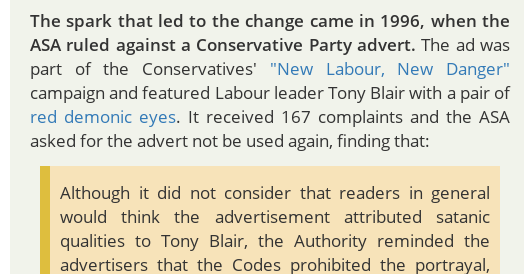 The spark that led to the change came in 1996, when the
ASA ruled against a Conservative Party advert. The ad was
part of the Conservatives' "New Labour, New Danger"
campaign and featured Labour leader Tony Blair with a pair of
red demonic eyes. It received 167 complaints and the ASA
asked for the advert not be used again, finding that:
Although it did not consider that readers in general
would think the advertisement attributed satanic
qualities to Tony Blair, the Authority reminded the
advertisers that the Codes prohibited the portrayal,